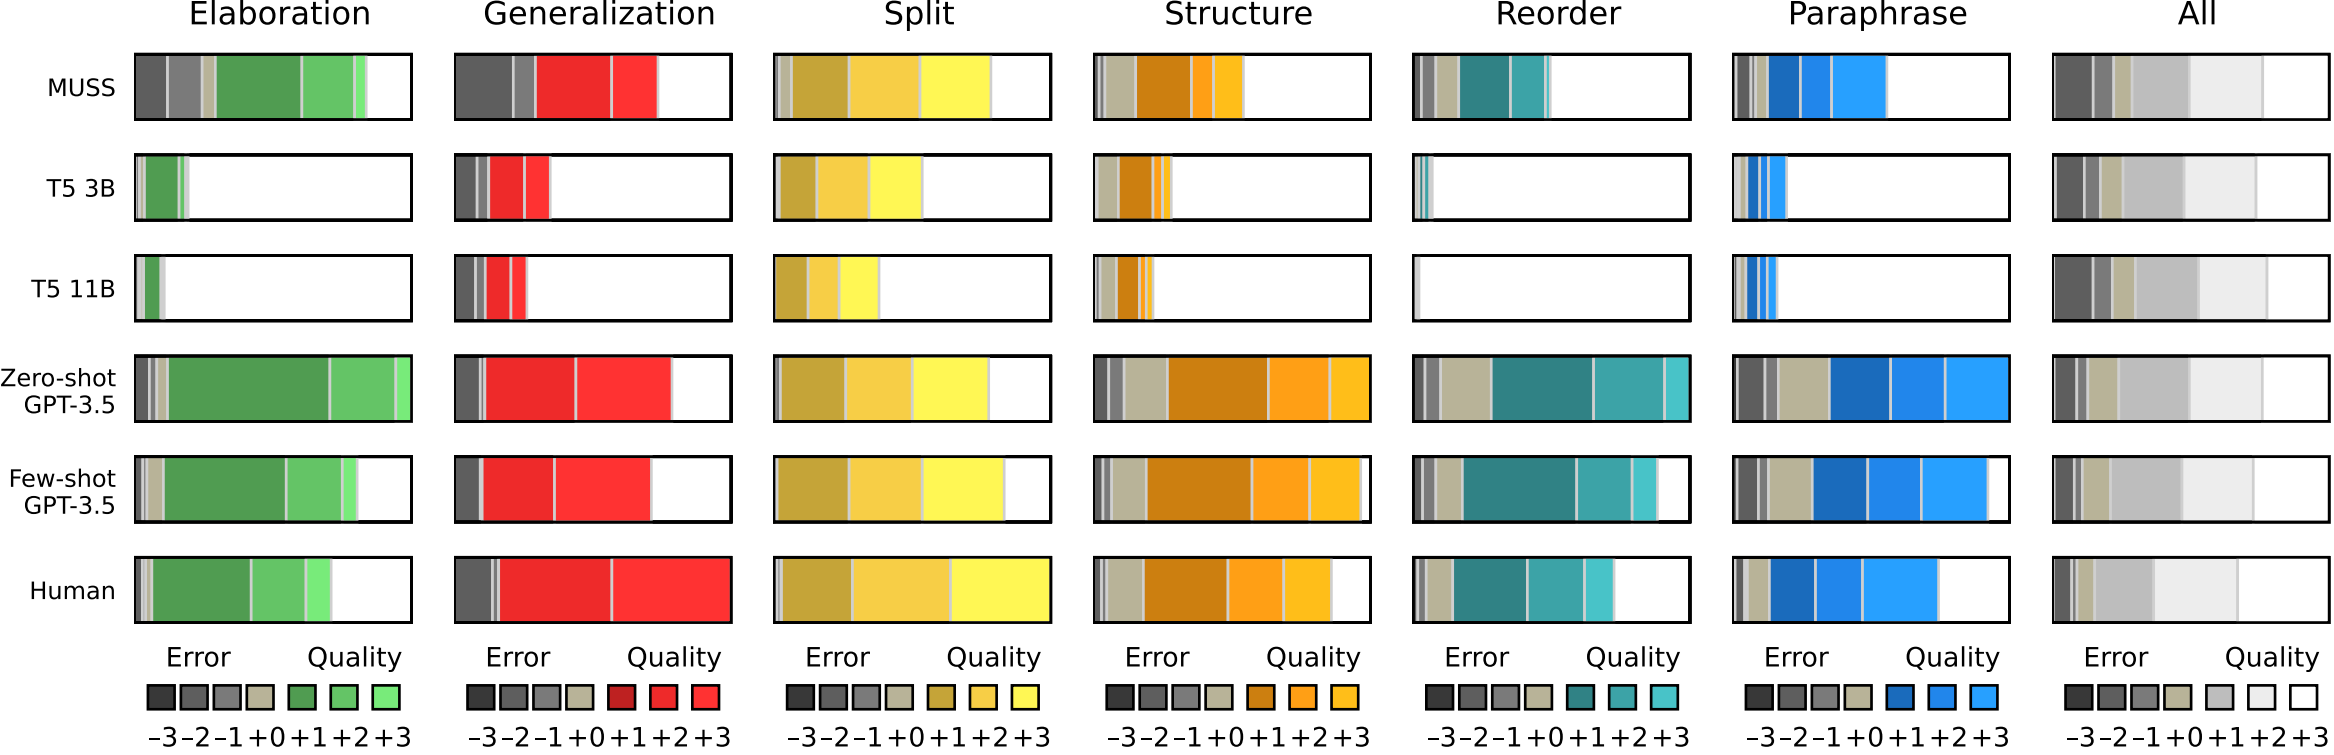 Elaboration Generalization Split Structure Reorder Paraphrase All
MUSS
T5 3B
T5 11B
Zero-shot
GPT-3.5
Few-shot
GPT-3.5
Human
Error Quality Error Quality Error Quality Error Quality Error Quality Error Quality Error Quality
–3 –2 –1 +0 +1 +2 +3 –3 –2 –1 +0 +1 +2 +3 –3 –2 –1 +0 +1 +2 +3 –3 –2 –1 +0 +1 +2 +3 –3 –2 –1 +0 +1 +2 +3 –3 –2 –1 +0 +1 +2 +3 –3 –2 –1 +0 +1 +2 +3